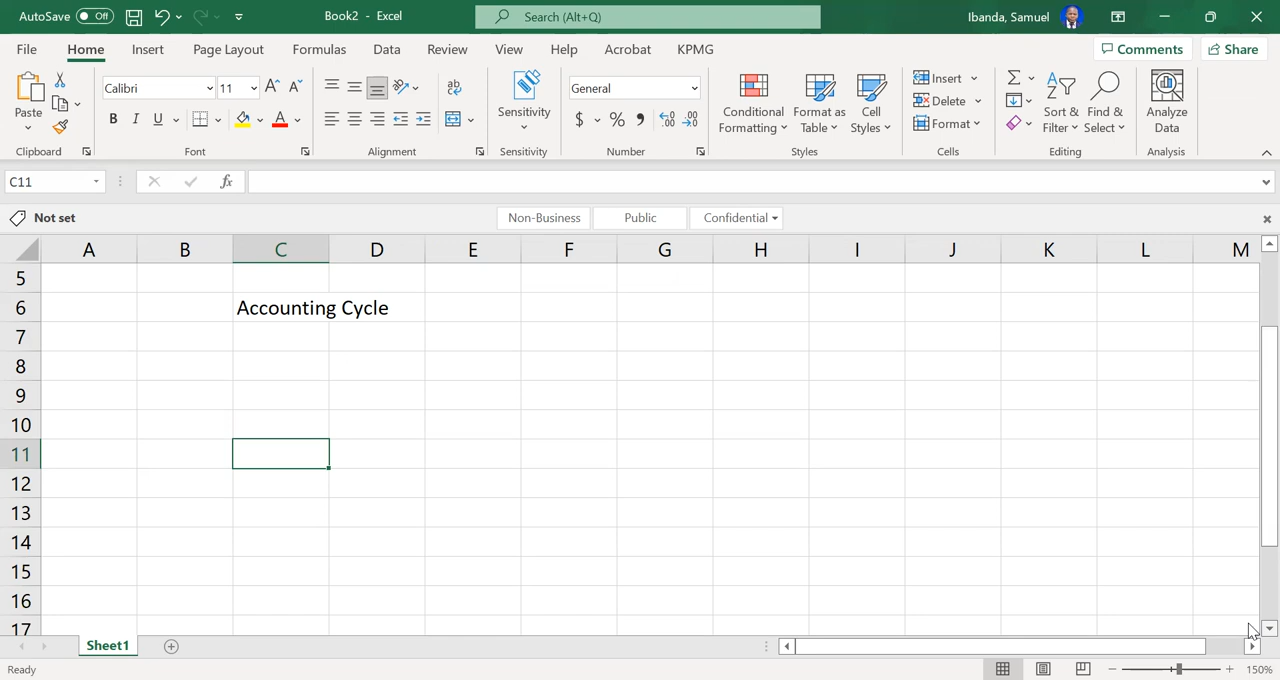 AutoSave Off Book2 - Excel Search (Alt+Q) Ibanda, Samuel
File Home Insert Page Layout Formulas Data Review View Help Acrobat KPMG Comments Share
Calibri 11 General Insert
Paste Sensitivity Conditional Formatting Format as Table Cell Styles Delete Sort & Filter Find & Select Analyze Data
Format
Clipboard Font Alignment Sensitivity Number Styles Cells Editing Analysis
C11 fx
Not set Non-Business Public Confidential
A B C D E F G H I J K L M
5
6 Accounting Cycle
7
8
9
10
11
12
13
14
15
16
17
Sheet1
Ready 150%